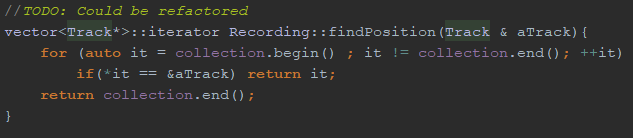 //TODO: Could be refactored
vector<Track*>::iterator Recording::findPosition(Track & aTrack){
    for (auto it = collection.begin() ; it != collection.end(); ++it)
        if(*it == &aTrack) return it;
    return collection.end();
}